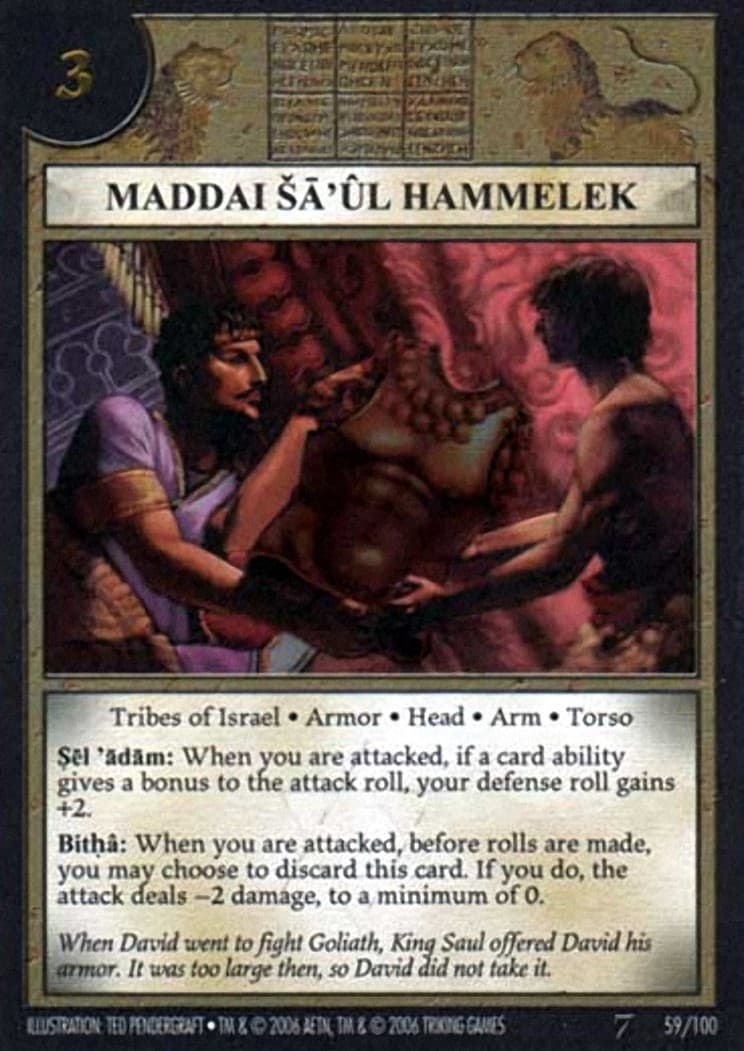 3
MADDAI ŠĀ’ÛL HAMMELEK
Tribes of Israel • Armor • Head • Arm • Torso
Ṣēl ’ādām: When you are attacked, if a card ability
gives a bonus to the attack roll, your defense roll gains
+2.
Biṭḥâ: When you are attacked, before rolls are made,
you may choose to discard this card. If you do, the
attack deals –2 damage, to a minimum of 0.
When David went to fight Goliath, King Saul offered David his
armor. It was too large then, so David did not take it.
ILLUSTRATION: TED PENDERGRAFT • TM & © 2006 AETN, TM & © 2006 TRIKING GAMES 7 59/100